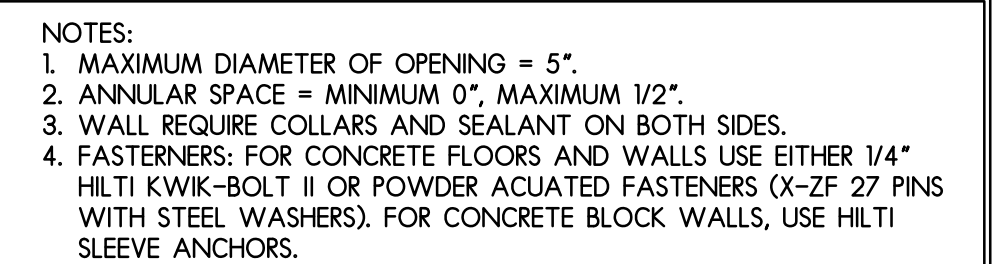 NOTES:
1. MAXIMUM DIAMETER OF OPENING = 5".
2. ANNULAR SPACE = MINIMUM 0", MAXIMUM 1/2".
3. WALL REQUIRE COLLARS AND SEALANT ON BOTH SIDES.
4. FASTERNERS: FOR CONCRETE FLOORS AND WALLS USE EITHER 1/4"
HILTI KWIK-BOLT II OR POWDER ACUATED FASTENERS (X-ZF 27 PINS
WITH STEEL WASHERS). FOR CONCRETE BLOCK WALLS, USE HILTI
SLEEVE ANCHORS.